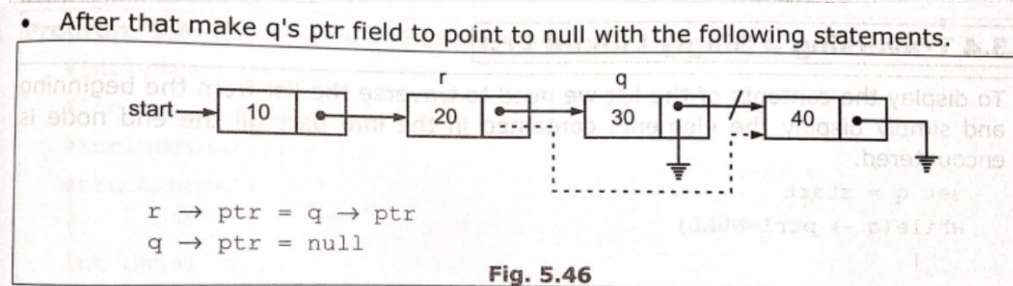 • After that make q's ptr field to point to null with the following statements.
r q
start 10 20 30 40
r → ptr = q → ptr
q → ptr = null
Fig. 5.46